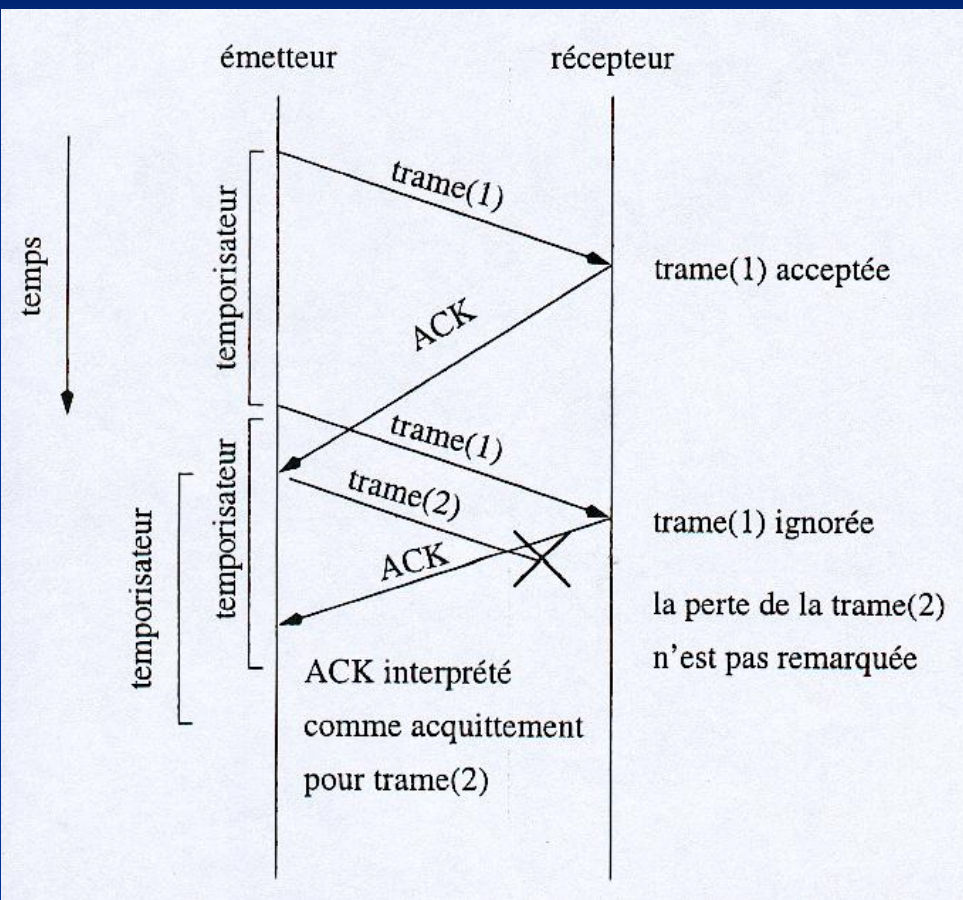 émetteur
récepteur
temps
temporisateur
trame(1)
trame(1) acceptée
ACK
temporisateur
trame(1)
temporisateur
trame(2)
trame(1) ignorée
ACK
la perte de la trame(2)
n'est pas remarquée
ACK interprété
comme acquittement
pour trame(2)